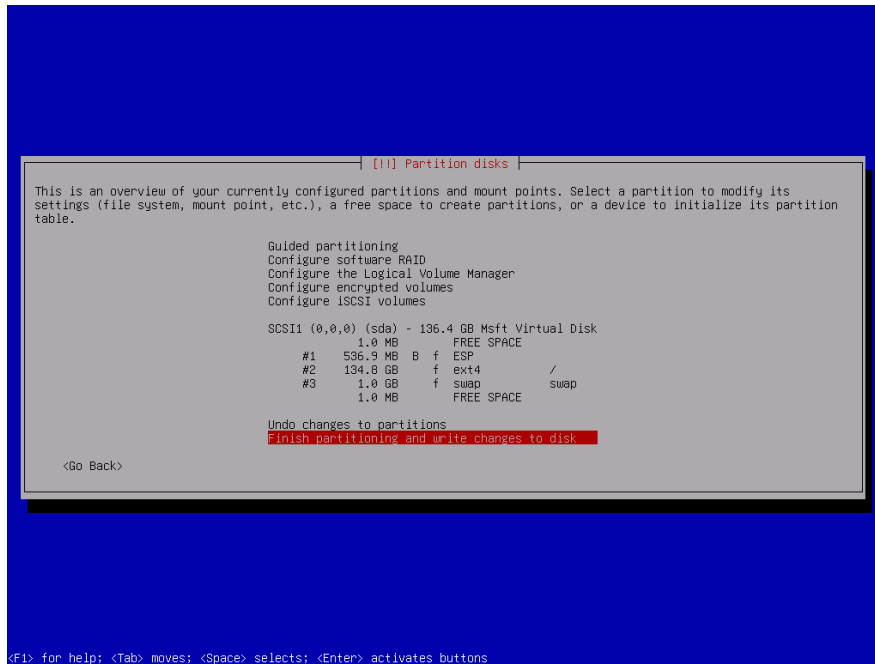 [!!] Partition disks
This is an overview of your currently configured partitions and mount points. Select a partition to modify its
settings (file system, mount point, etc.), a free space to create partitions, or a device to initialize its partition
table.
Guided partitioning
Configure software RAID
Configure the Logical Volume Manager
Configure encrypted volumes
Configure iSCSI volumes
SCSI1 (0,0,0) (sda) - 136.4 GB Msft Virtual Disk
1.0 MB FREE SPACE
#1 536.9 MB B f ESP
#2 134.8 GB f ext4 /
#3 1.0 GB f swap swap
1.0 MB FREE SPACE
Undo changes to partitions
Finish partitioning and write changes to disk
<Go Back>
<F1> for help; <Tab> moves; <Space> selects; <Enter> activates buttons